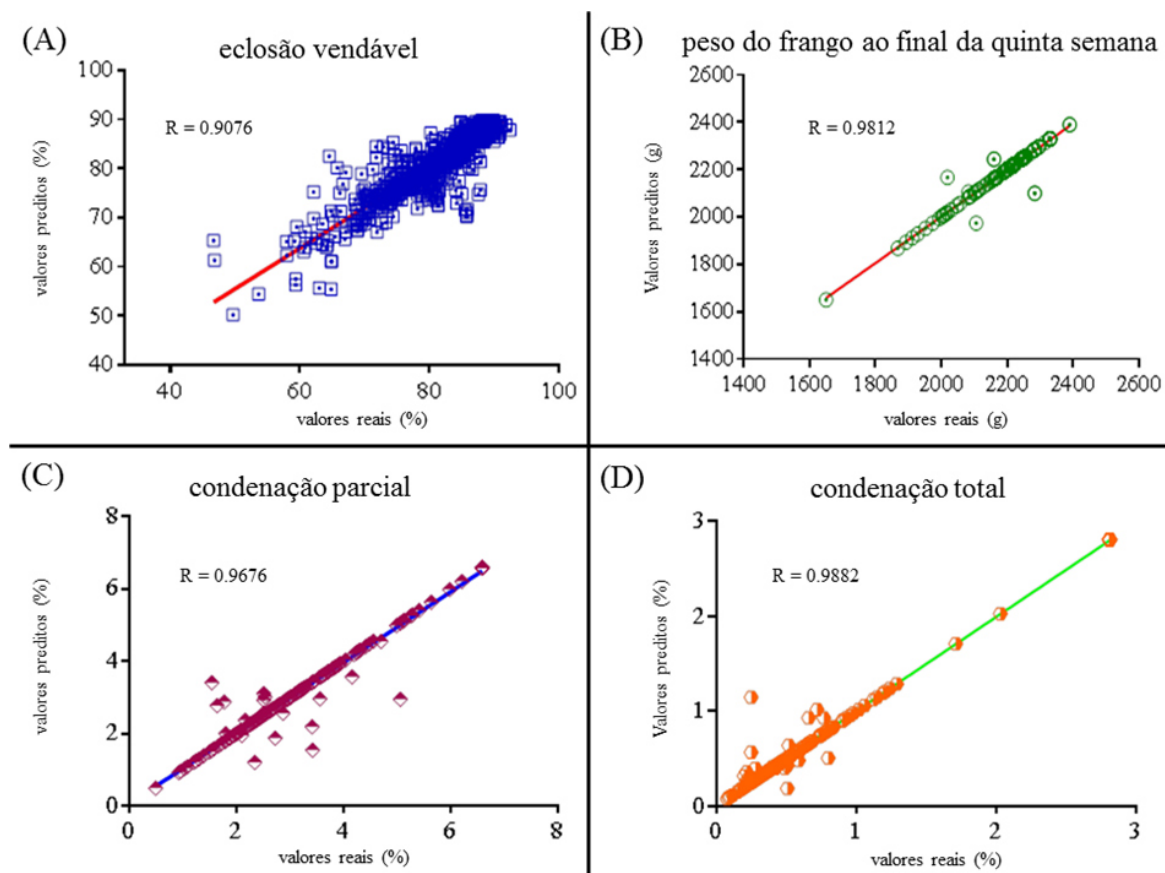 (A)
eclosão vendável
100
90
80
70
60
50
40
R = 0.9076
valores preditos (%)
40
60
80
100
valores reais (%)
(B)
peso do frango ao final da quinta semana
2600
2400
2200
2000
1800
1600
1400
R = 0.9812
Valores preditos (g)
1400
1600
1800
2000
2200
2400
2600
valores reais (g)
(C)
condenação parcial
8
6
4
2
0
R = 0.9676
valores preditos (%)
0
2
4
6
8
valores reais (%)
(D)
condenação total
3
2
1
0
R = 0.9882
Valores preditos (%)
0
1
2
3
valores reais (%)